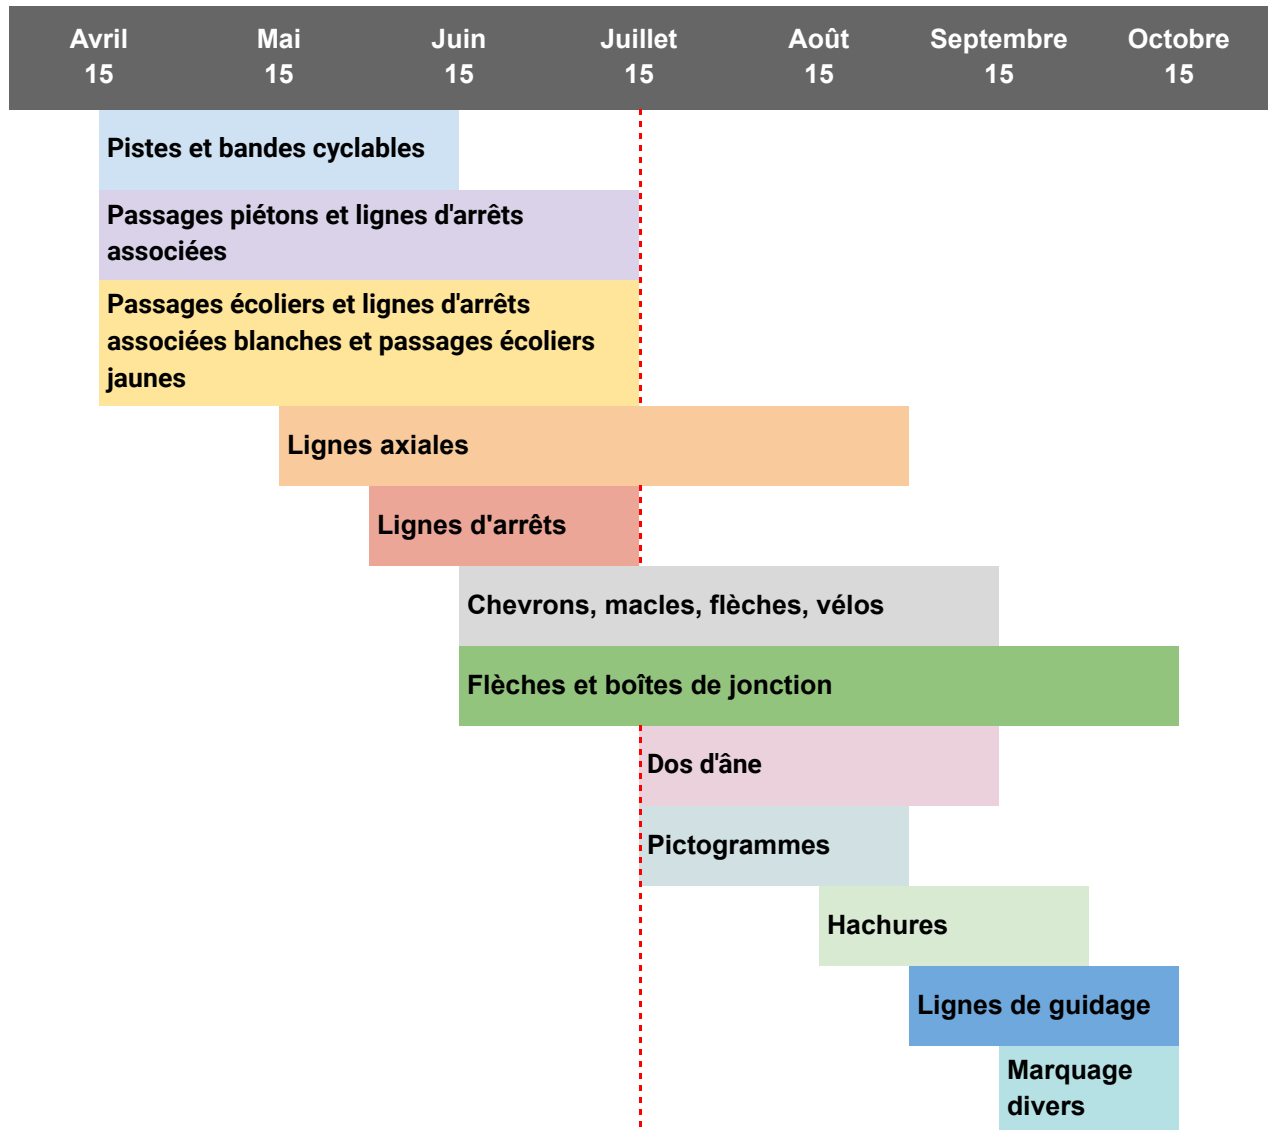 Avril Mai Juin Juillet Août Septembre Octobre
15 15 15 15 15 15 15
Pistes et bandes cyclables
Passages piétons et lignes d'arrêts
associées
Passages écoliers et lignes d'arrêts
associées blanches et passages écoliers
jaunes
Lignes axiales
Lignes d'arrêts
Chevrons, macles, flèches, vélos
Flèches et boîtes de jonction
Dos d'âne
Pictogrammes
Hachures
Lignes de guidage
Marquage
divers